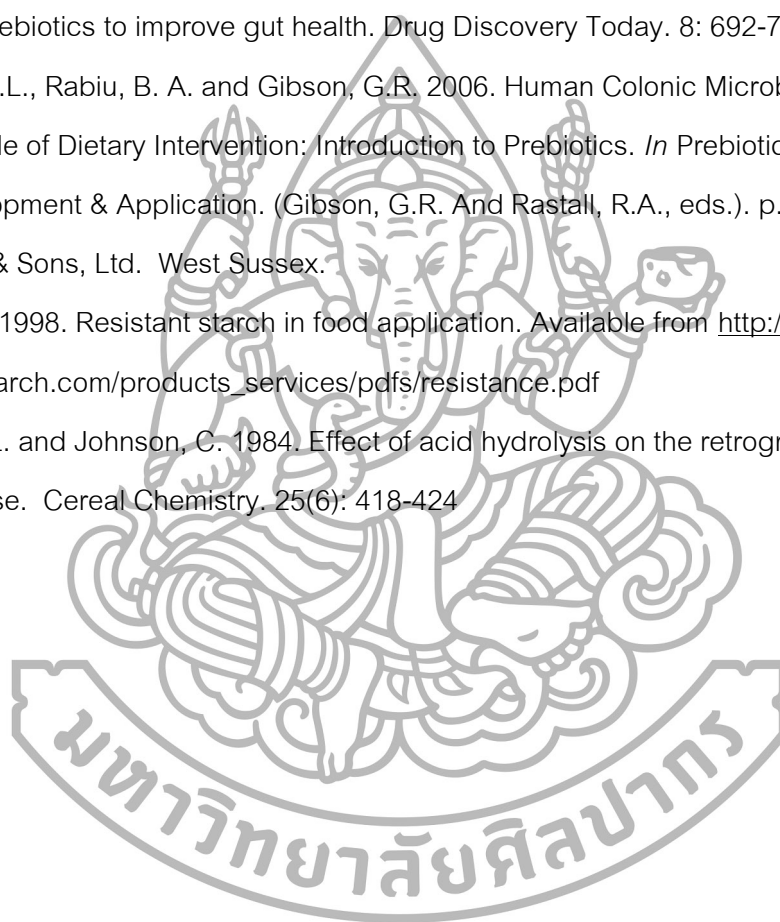 ebiotics to improve gut health. Drug Discovery Today. 8: 692-7
.L., Rabiu, B. A. and Gibson, G.R. 2006. Human Colonic Microb
le of Dietary Intervention: Introduction to Prebiotics. In Prebiotic
opment & Application. (Gibson, G.R. And Rastall, R.A., eds.). p.
& Sons, Ltd. West Sussex.
1998. Resistant starch in food application. Available from http:/
arch.com/products_services/pdfs/resistance.pdf
. and Johnson, C. 1984. Effect of acid hydrolysis on the retrogr
se. Cereal Chemistry. 25(6): 418-424
มหาวิทยาลัยศิลปากร